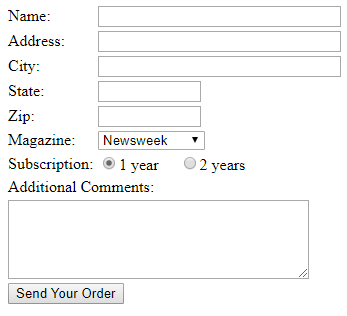 Name:
Address:
City:
State:
Zip:
Magazine: Newsweek
Subscription: 1 year 2 years
Additional Comments:
Send Your Order